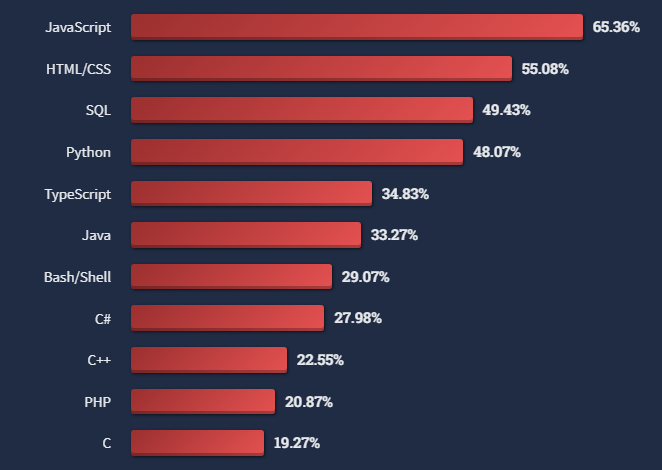 JavaScript 65.36%
HTML/CSS 55.08%
SQL 49.43%
Python 48.07%
TypeScript 34.83%
Java 33.27%
Bash/Shell 29.07%
C# 27.98%
C++ 22.55%
PHP 20.87%
C 19.27%